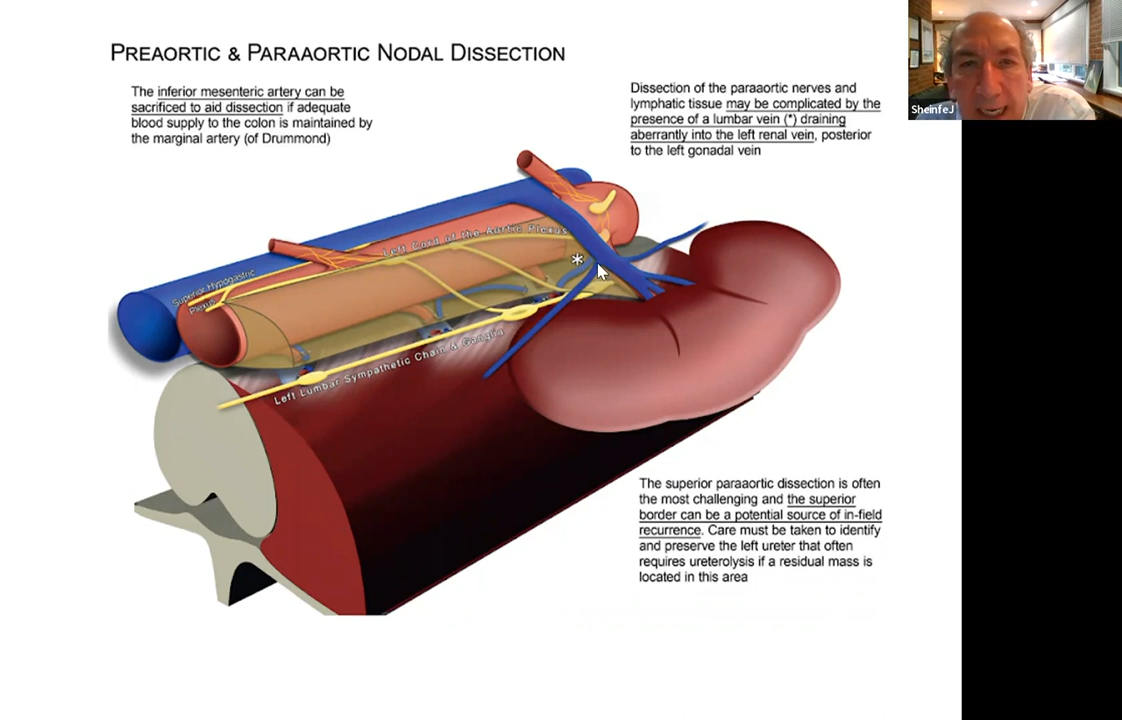 PREAORTIC & PARAAORTIC NODAL DISSECTION
The inferior mesenteric artery can be
sacrificed to aid dissection if adequate
blood supply to the colon is maintained by
the marginal artery (of Drummond)
Dissection of the paraaortic nerves and
lymphatic tissue may be complicated by the
presence of a lumbar vein (*) draining
aberrantly into the left renal vein, posterior
to the left gonadal vein
SheinfeJ
Left Cord of the Aortic Plexus
*
Superior Hypogastric
Plexus
Left Lumbar Sympathetic Chain & Ganglia
The superior paraaortic dissection is often
the most challenging and the superior
border can be a potential source of in-field
recurrence. Care must be taken to identify
and preserve the left ureter that often
requires ureterolysis if a residual mass is
located in this area